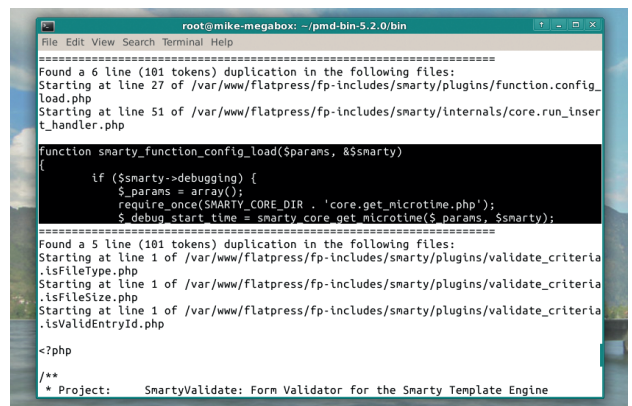 root@mike-megabox: ~/pmd-bin-5.2.0/bin
File Edit View Search Terminal Help
=====================================================================
Found a 6 line (101 tokens) duplication in the following files:
Starting at line 27 of /var/www/flatpress/fp-includes/smarty/plugins/function.config_
load.php
Starting at line 51 of /var/www/flatpress/fp-includes/smarty/internals/core.run_inser
t_handler.php
function smarty_function_config_load($params, &$smarty)
{
if ($smarty->debugging) {
$_params = array();
require_once(SMARTY_CORE_DIR . 'core.get_microtime.php');
$_debug_start_time = smarty_core_get_microtime($_params, $smarty);
=====================================================================
Found a 5 line (101 tokens) duplication in the following files:
Starting at line 1 of /var/www/flatpress/fp-includes/smarty/plugins/validate_criteria
.isFileType.php
Starting at line 1 of /var/www/flatpress/fp-includes/smarty/plugins/validate_criteria
.isFileSize.php
Starting at line 1 of /var/www/flatpress/fp-includes/smarty/plugins/validate_criteria
.isValidEntryId.php
<?php
/**
* Project: SmartyValidate: Form Validator for the Smarty Template Engine